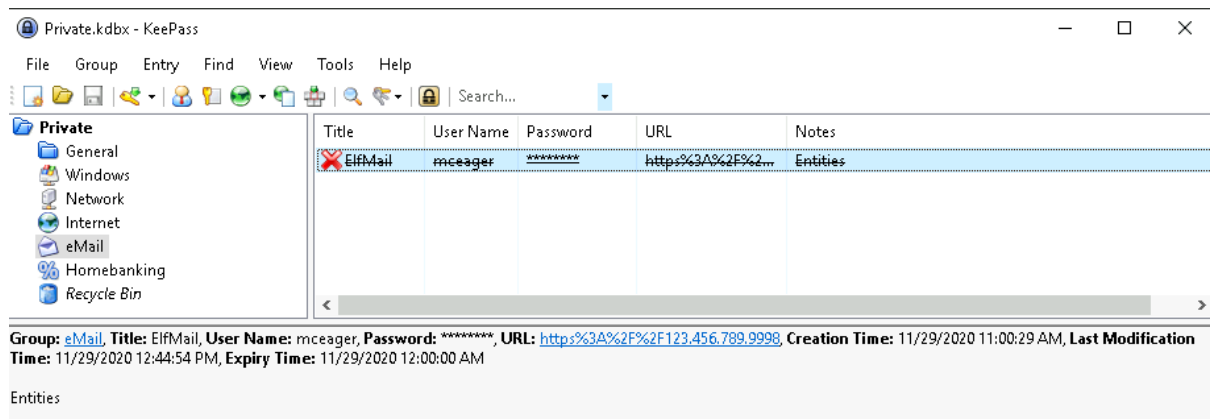 Private.kdbx - KeePass
File Group Entry Find View Tools Help
Search...
Private
General
Windows
Network
Internet
eMail
Homebanking
Recycle Bin
Title User Name Password URL Notes
ElfMail mceager ******** https%3A%2F%2... Entities
Group: eMail, Title: ElfMail, User Name: mceager, Password: ********, URL: https%3A%2F%2F123.456.789.9998, Creation Time: 11/29/2020 11:00:29 AM, Last Modification
Time: 11/29/2020 12:44:54 PM, Expiry Time: 11/29/2020 12:00:00 AM
Entities